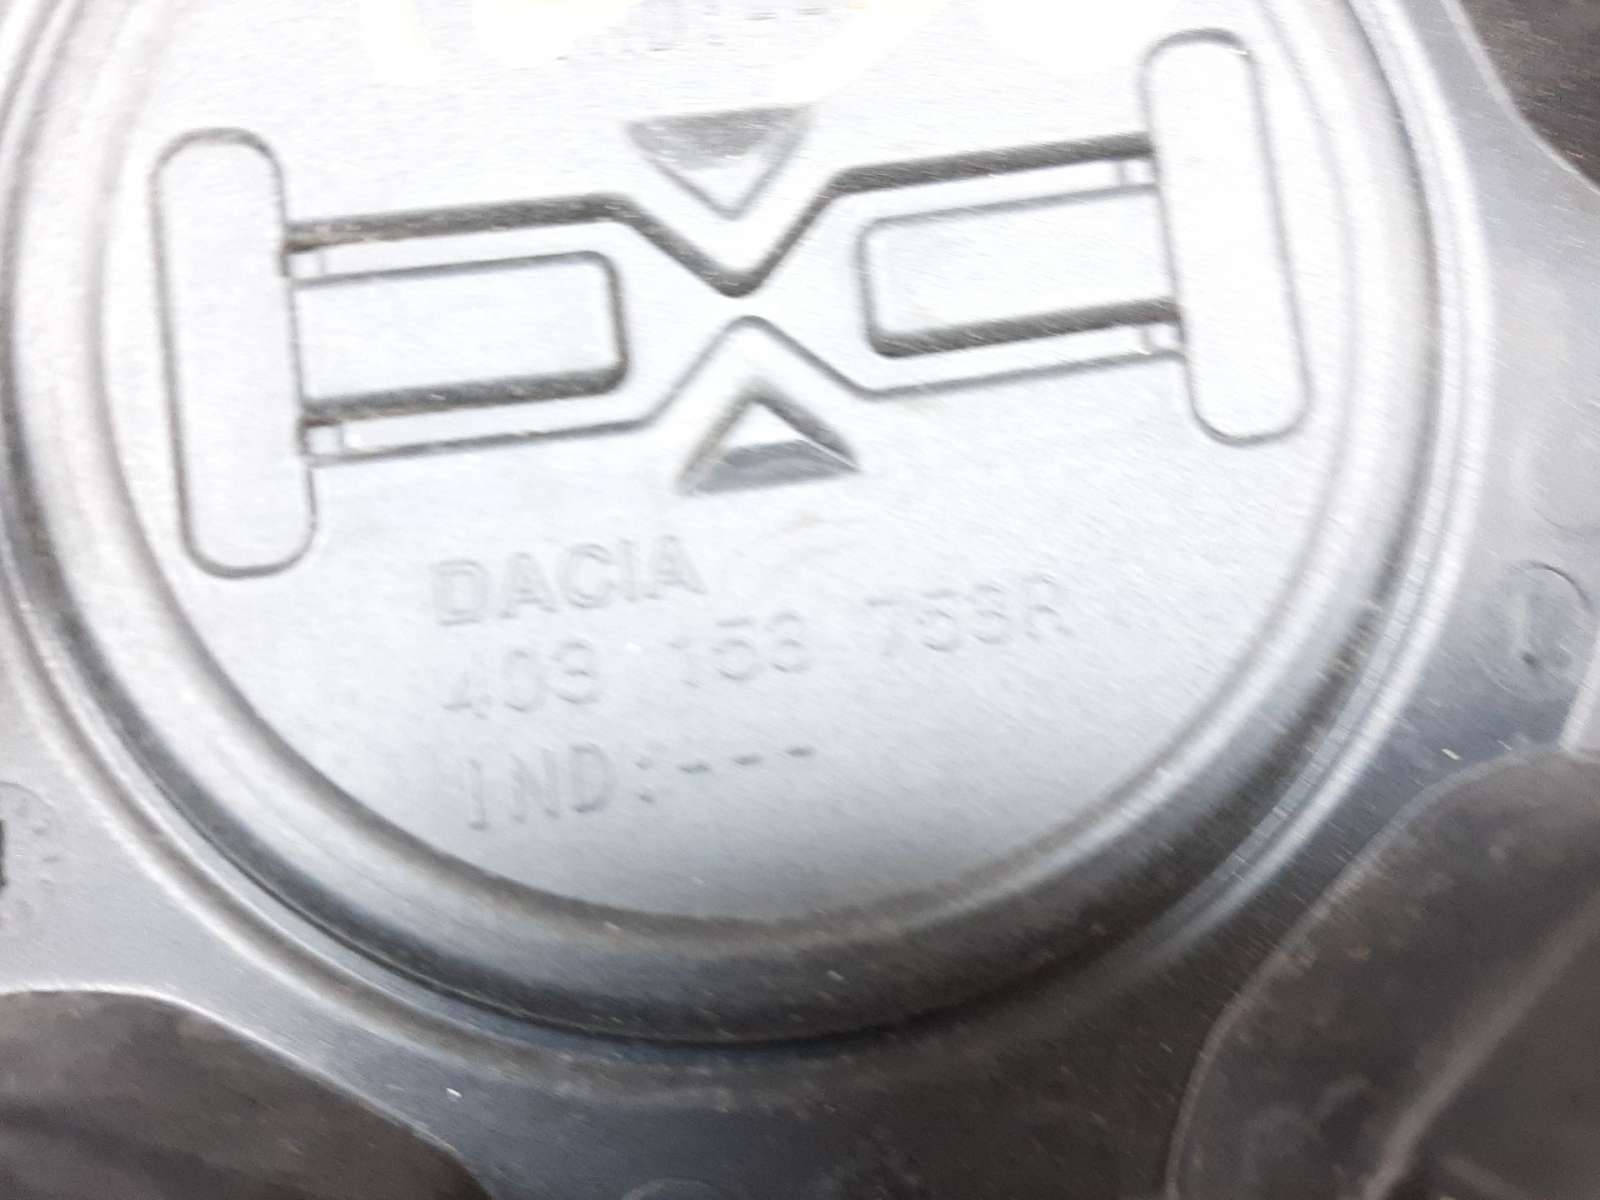 DACIA
403 153 753R
IND:---